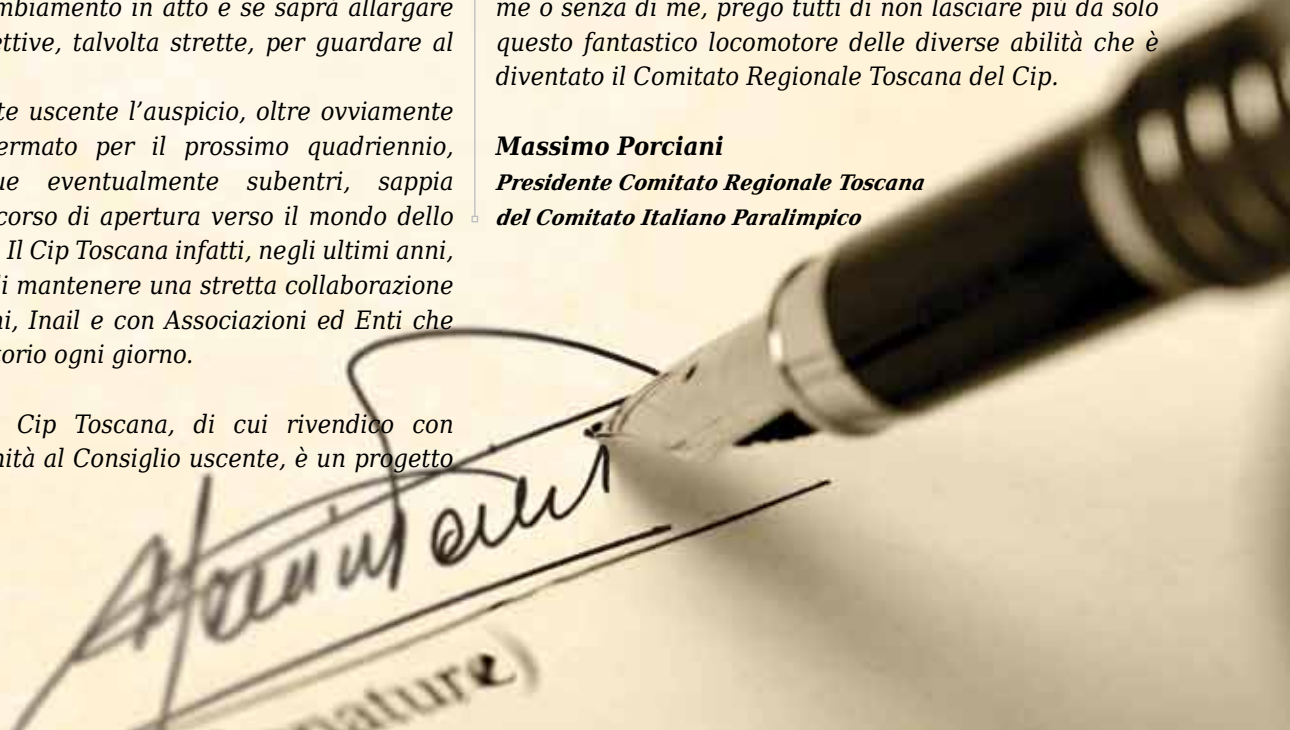 mbiamento in atto e se saprà allargare
ettive, talvolta strette, per guardare al
te uscente l’auspicio, oltre ovviamente
ermato per il prossimo quadriennio,
ue eventualmente subentri, sappia
corso di apertura verso il mondo dello
Il Cip Toscana infatti, negli ultimi anni,
di mantenere una stretta collaborazione
ni, Inail e con Associazioni ed Enti che
torio ogni giorno.
Cip Toscana, di cui rivendico con
nità al Consiglio uscente, è un progetto
me o senza di me, prego tutti di non lasciare più da solo
questo fantastico locomotore delle diverse abilità che è
diventato il Comitato Regionale Toscana del Cip.
Massimo Porciani
Presidente Comitato Regionale Toscana
del Comitato Italiano Paralimpico
nature)